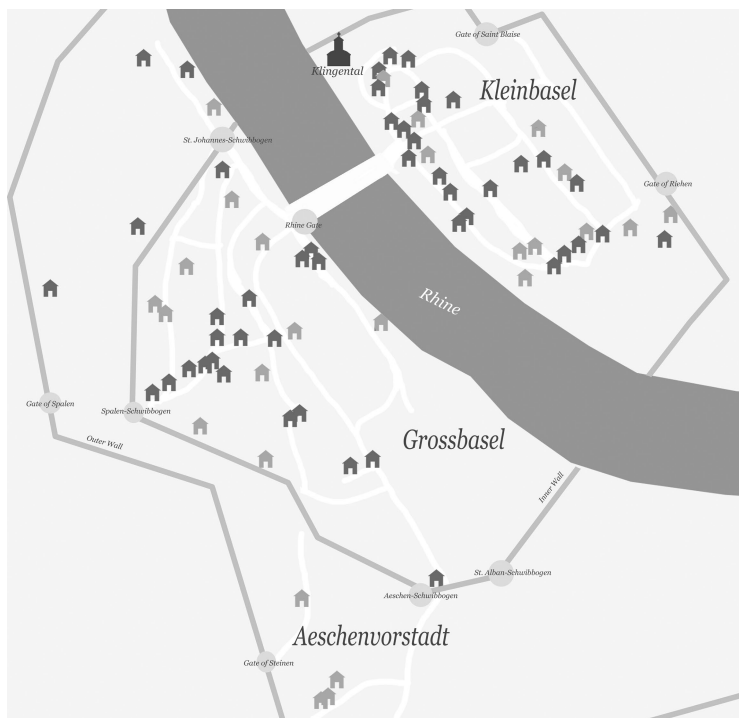 Gate of Saint Blaise
Klingental
Kleinbasel
St. Johannes-Schwibbogen
Gate of Riehen
Rhine Gate
Rhine
Gate of Spalen
Spalen-Schwibbogen
Outer Wall
Grossbasel
Inner Wall
St. Alban-Schwibbogen
Aeschen-Schwibbogen
Aeschenvorstadt
Gate of Steinen